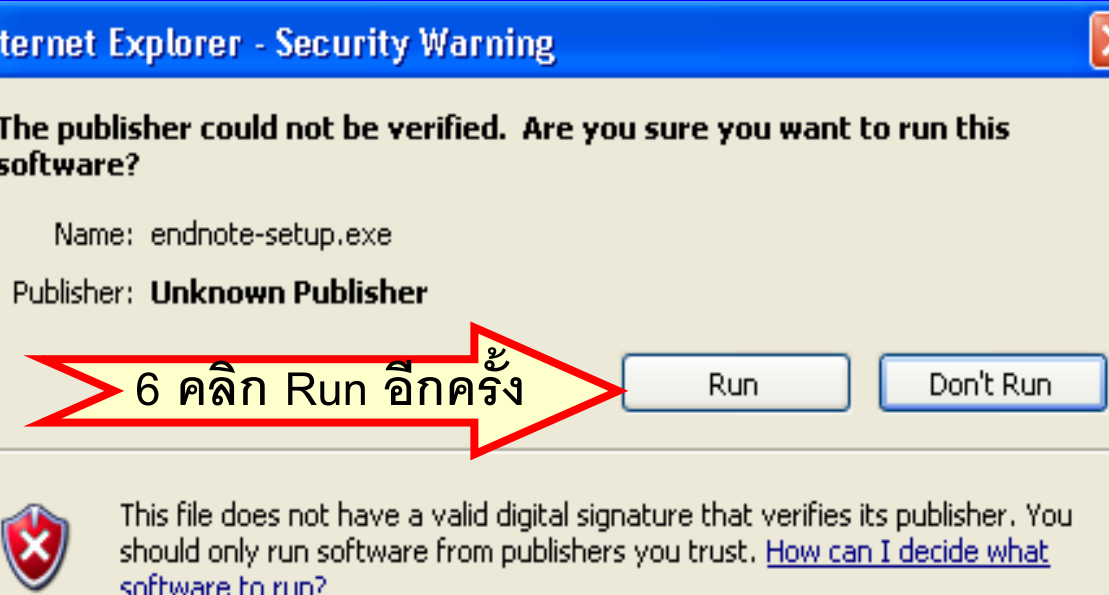 ternet Explorer - Security Warning
The publisher could not be verified. Are you sure you want to run this
software?
Name: endnote-setup.exe
Publisher: Unknown Publisher
6 คลิก Run อีกครั้ง
Run
Don't Run
This file does not have a valid digital signature that verifies its publisher. You
should only run software from publishers you trust. How can I decide what
software to run?